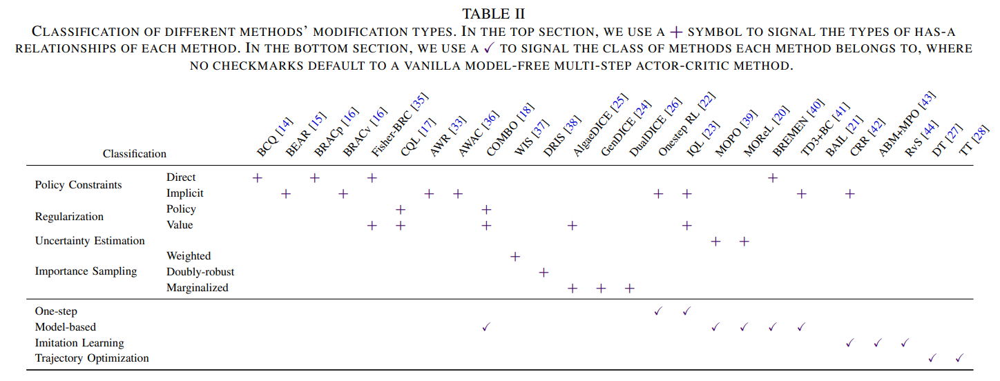 TABLE II
CLASSIFICATION OF DIFFERENT METHODS' MODIFICATION TYPES. IN THE TOP SECTION, WE USE A + SYMBOL TO SIGNAL THE TYPES OF HAS-A
RELATIONSHIPS OF EACH METHOD. IN THE BOTTOM SECTION, WE USE A ✓ TO SIGNAL THE CLASS OF METHODS EACH METHOD BELONGS TO, WHERE
NO CHECKMARKS DEFAULT TO A VANILLA MODEL-FREE MULTI-STEP ACTOR-CRITIC METHOD.
Classification
BCQ [14]
BEAR [15]
BRACp [16]
BRACv [16]
Fisher-BRC [35]
CQL [17]
AWR [33]
AWAC [36]
COMBO [18]
WIS [37]
DRIS [38]
AlgaeDICE [25]
GenDICE [24]
DualDICE [26]
Onestep RL [22]
IQL [23]
MOPO [39]
MOReL [20]
BREMEN [40]
TD3+BC [41]
BAIL [21]
CRR [42]
ABM+MPO [43]
RvS [44]
DT [27]
TT [28]
Policy Constraints
Direct + + + +
Implicit + + + + + + + +
Regularization
Policy + +
Value + + + + +
Uncertainty Estimation + +
Importance Sampling
Weighted +
Doubly-robust +
Marginalized + + +
One-step ✓ ✓
Model-based ✓ ✓ ✓ ✓ ✓
Imitation Learning ✓ ✓ ✓
Trajectory Optimization ✓ ✓